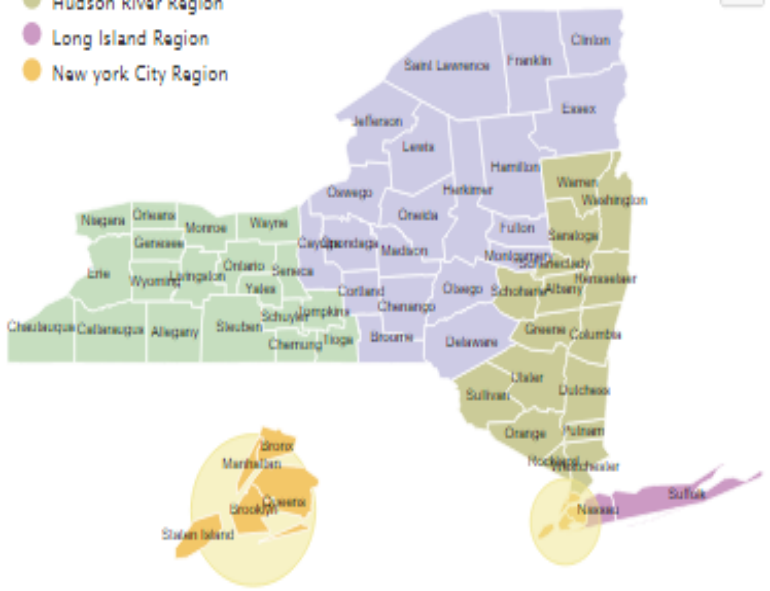 Hudson River Region
Long Island Region
New york City Region
Clinton
Franklin
Saint Lawrence
Essex
Jefferson
Lewis
Hamilton
Warren
Washington
Herkimer
Oswego
Oneida
Fulton
Saratoga
Niagara
Orleans
Monroe
Wayne
Genesee
Cayuga
Onondaga
Madison
Montgomery
Schenectady
Erie
Wyoming
Livingston
Ontario
Seneca
Yates
Cortland
Chenango
Otsego
Schoharie
Albany
Rensselaer
Chautauqua
Cattaraugus
Allegany
Steuben
Schuyler
Tompkins
Chemung
Tioga
Broome
Delaware
Greene
Columbia
Ulster
Sullivan
Dutchess
Orange
Putnam
Rockland
Westchester
Bronx
Manhattan
Queens
Brooklyn
Staten Island
Nassau
Suffolk